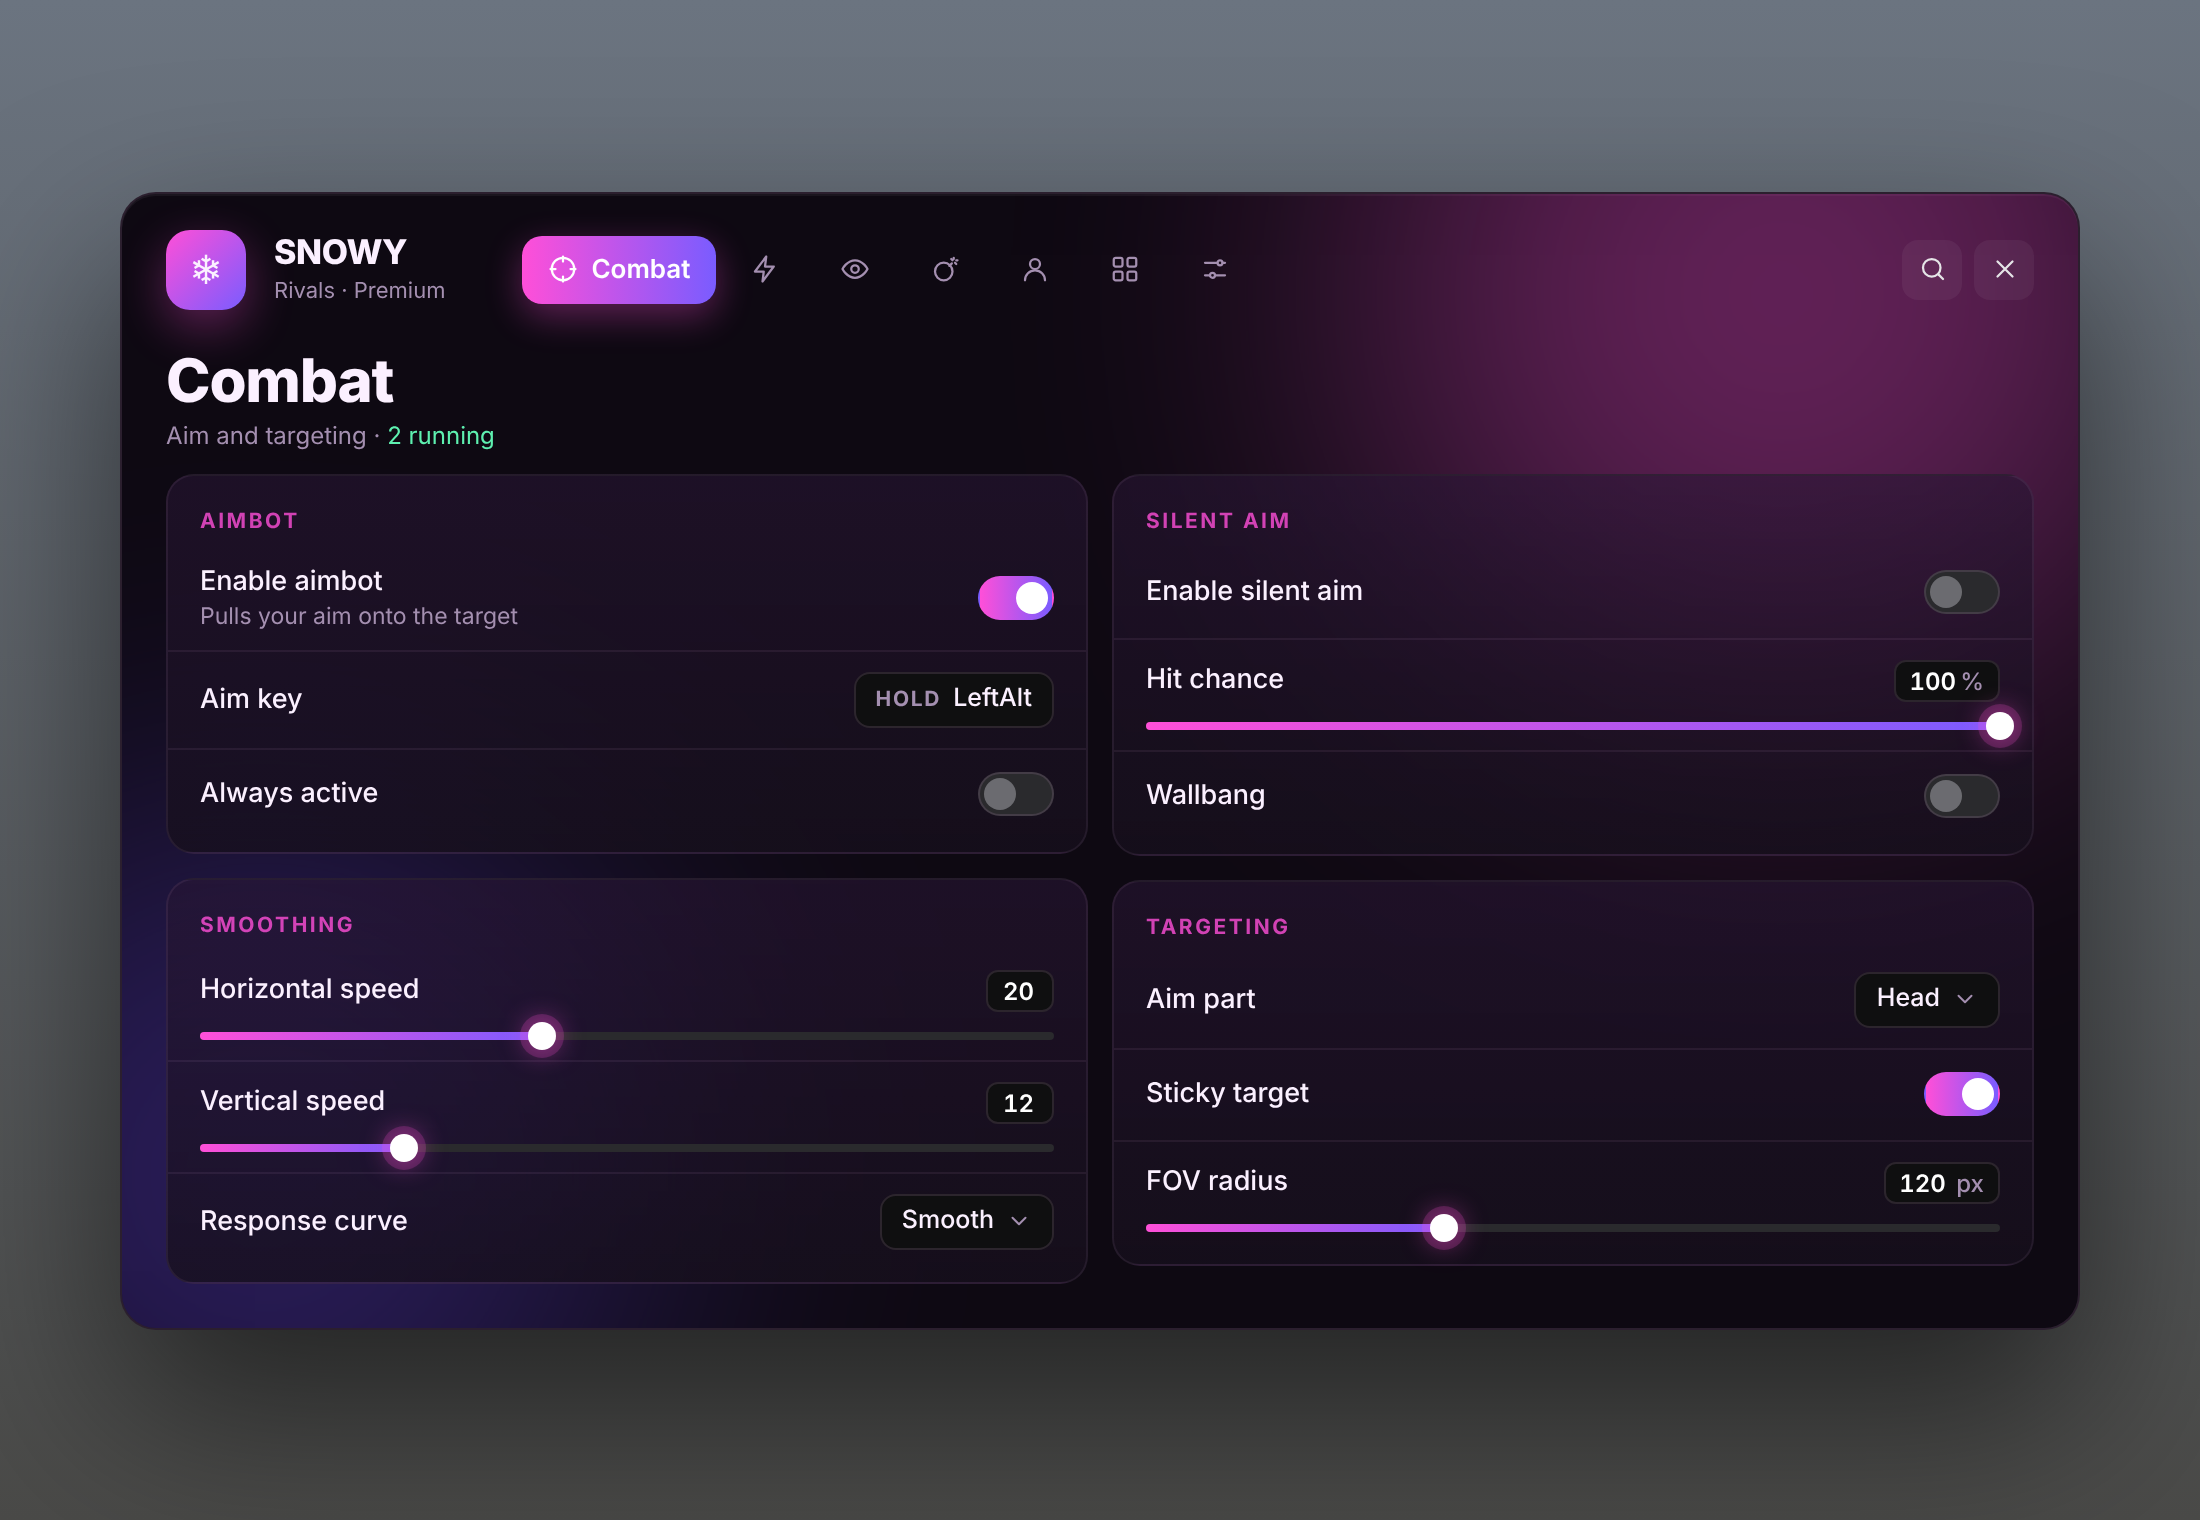 SNOWY
Rivals · Premium
Combat
Combat
Aim and targeting · 2 running
AIMBOT
Enable aimbot
Pulls your aim onto the target
Aim key
HOLD LeftAlt
Always active
SILENT AIM
Enable silent aim
Hit chance
100 %
Wallbang
SMOOTHING
Horizontal speed
20
Vertical speed
12
Response curve
Smooth
TARGETING
Aim part
Head
Sticky target
FOV radius
120 px